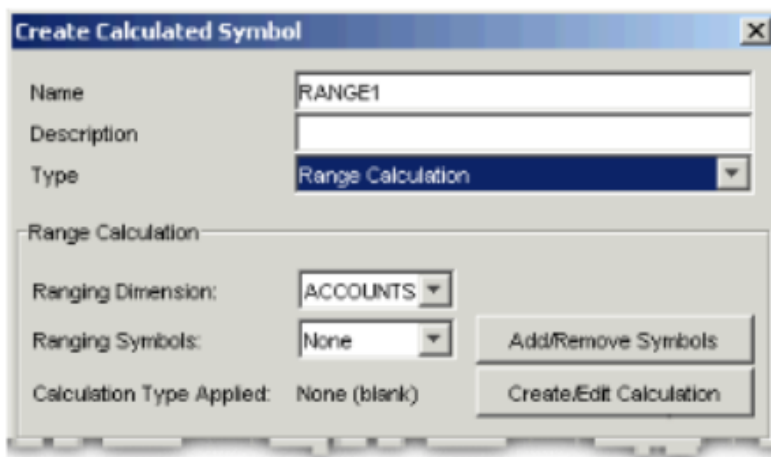 Create Calculated Symbol
Name RANGE1
Description
Type Range Calculation
Range Calculation
Ranging Dimension: ACCOUNTS
Ranging Symbols: None Add/Remove Symbols
Calculation Type Applied: None (blank) Create/Edit Calculation